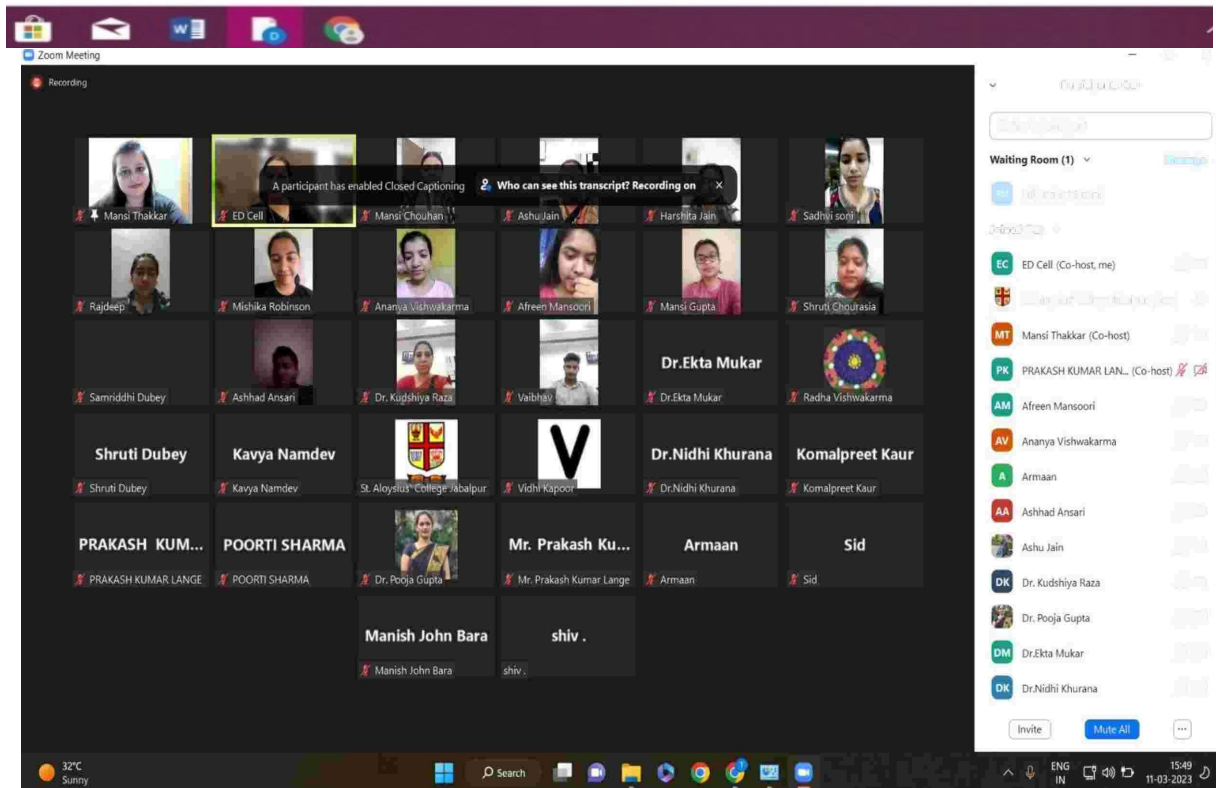 Zoom Meeting
Recording
A participant has enabled Closed Captioning Who can see this transcript? Recording on ×
Mansi Thakkar
ED Cell
Mansi Chouhan
Ashu Jain
Harshita Jain
Sadhvi soni
Rajdeep
Mishika Robinson
Ananya Vishwakarma
Afreen Mansoori
Mansi Gupta
Shruti Chourasia
Dr.Ekta Mukar
Samriddhi Dubey
Ashhad Ansari
Dr. Kudshiya Raza
Vaibhav
Dr.Ekta Mukar
Radha Vishwakarma
Shruti Dubey
Kavya Namdev
V
Dr.Nidhi Khurana
Komalpreet Kaur
Shruti Dubey
Kavya Namdev
St. Aloysius' College Jabalpur
Vidhi Kapoor
Dr.Nidhi Khurana
Komalpreet Kaur
PRAKASH KUM...
POORTI SHARMA
Mr. Prakash Ku...
Armaan
Sid
PRAKASH KUMAR LANGE
POORTI SHARMA
Dr. Pooja Gupta
Mr. Prakash Kumar Lange
Armaan
Sid
Manish John Bara
shiv .
Manish John Bara
shiv .
Waiting Room (1)
EC ED Cell (Co-host, me)
MT Mansi Thakkar (Co-host)
PK PRAKASH KUMAR LAN... (Co-host)
AM Afreen Mansoori
AV Ananya Vishwakarma
A Armaan
AA Ashhad Ansari
Ashu Jain
DK Dr. Kudshiya Raza
Dr. Pooja Gupta
DM Dr.Ekta Mukar
DK Dr.Nidhi Khurana
Invite
Mute All
...
32°C
Sunny
Search
ENG
IN
15:49
11-03-2023